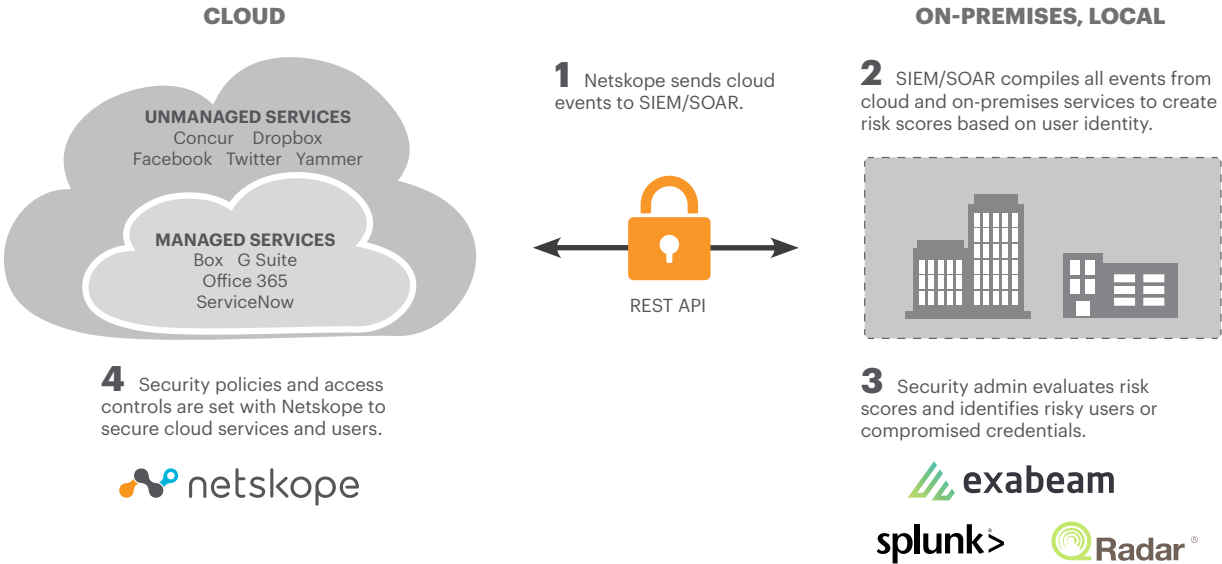 CLOUD
UNMANAGED SERVICES
Concur Dropbox
Facebook Twitter Yammer
MANAGED SERVICES
Box G Suite
Office 365
ServiceNow
1 Netskope sends cloud
events to SIEM/SOAR.
REST API
ON-PREMISES, LOCAL
2 SIEM/SOAR compiles all events from
cloud and on-premises services to create
risk scores based on user identity.
3 Security admin evaluates risk
scores and identifies risky users or
compromised credentials.
exabeam
splunk>
QRadar®
4 Security policies and access
controls are set with Netskope to
secure cloud services and users.
netskope